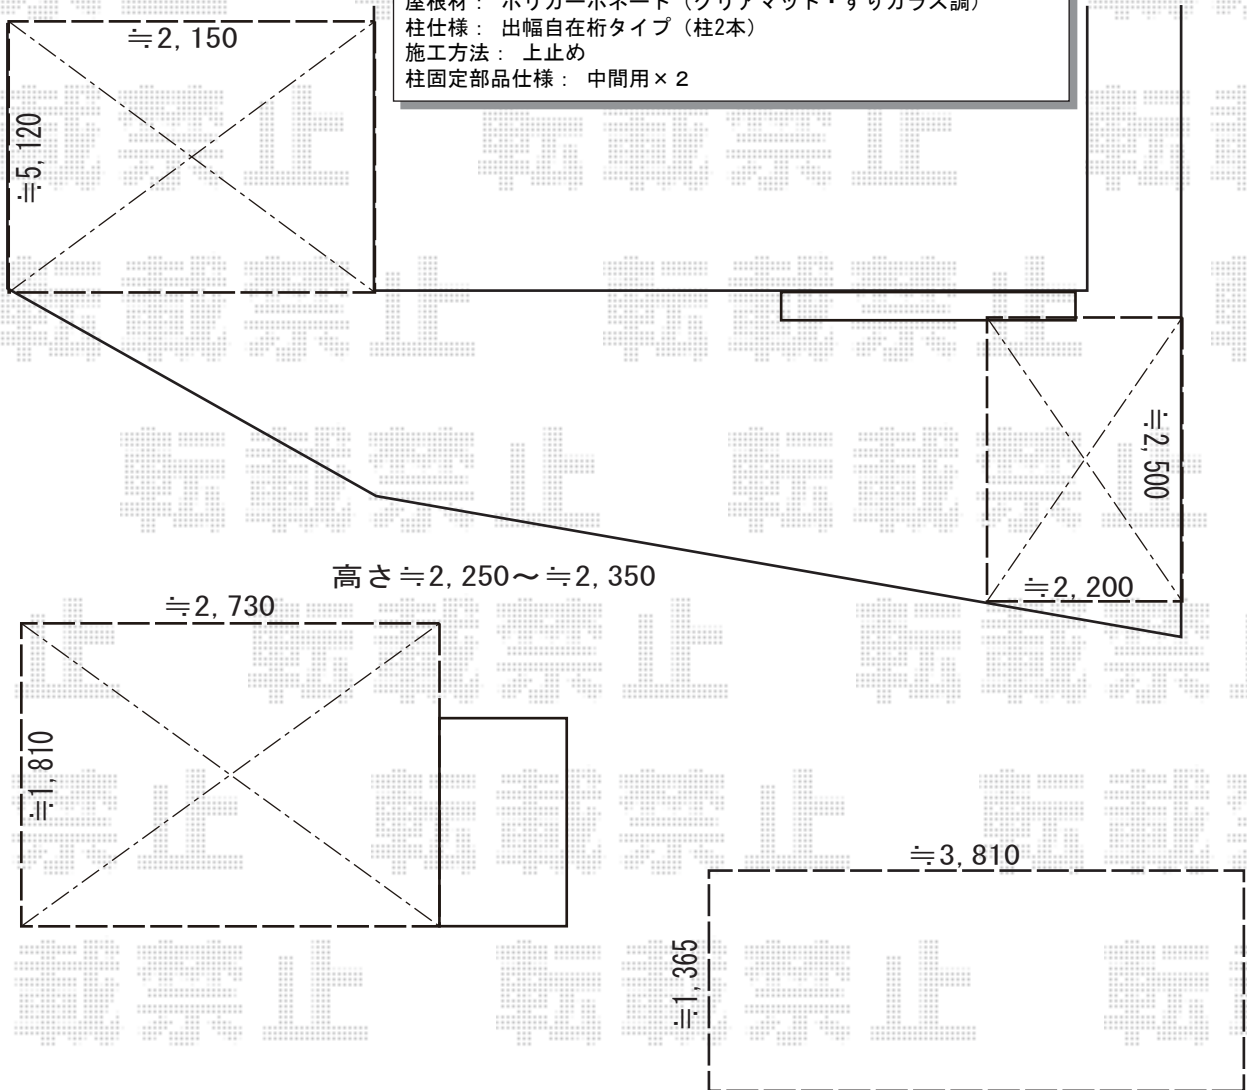 屋根材： ポリカーボネート（クリアマット・すりガラス調）
柱仕様： 出幅自在桁タイプ（柱2本）
施工方法： 上止め
柱固定部品仕様： 中間用×２
≒2,150
≒5,120
≒2,500
≒2,200
高さ≒2,250～≒2,350
≒2,730
≒1,810
≒3,810
≒1,365
転載禁止